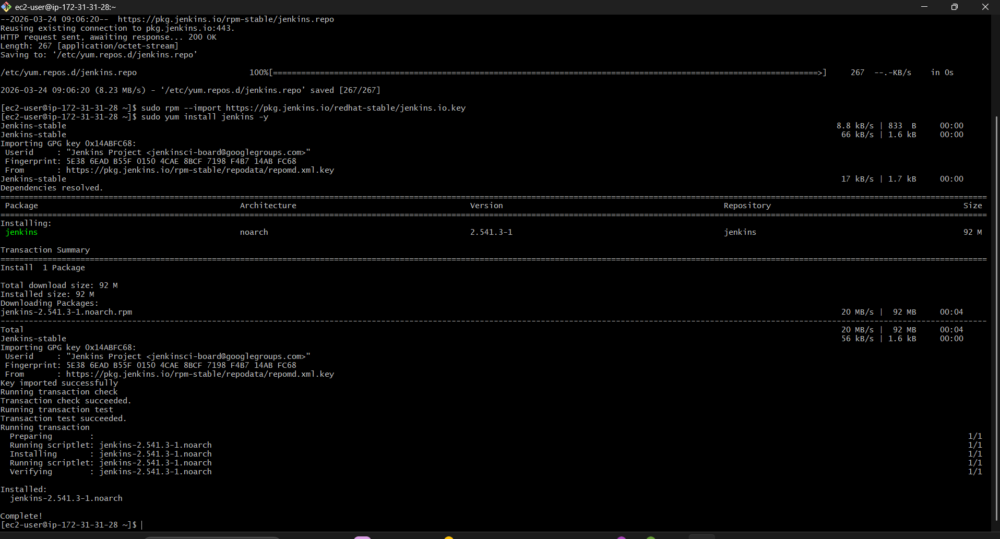 ec2-user@ip-172-31-31-28:~
--2026-03-24 09:06:20--  https://pkg.jenkins.io/rpm-stable/jenkins.repo
Reusing existing connection to pkg.jenkins.io:443.
HTTP request sent, awaiting response... 200 OK
Length: 267 [application/octet-stream]
Saving to: ‘/etc/yum.repos.d/jenkins.repo’
/etc/yum.repos.d/jenkins.repo 100%[====================================================================================================================>] 267 --.-KB/s in 0s
2026-03-24 09:06:20 (8.23 MB/s) - ‘/etc/yum.repos.d/jenkins.repo’ saved [267/267]
[ec2-user@ip-172-31-31-28 ~]$ sudo rpm --import https://pkg.jenkins.io/redhat-stable/jenkins.io.key
[ec2-user@ip-172-31-31-28 ~]$ sudo yum install jenkins -y
Jenkins-stable 8.8 kB/s | 833 B 00:00
Jenkins-stable 66 kB/s | 1.6 kB 00:00
Importing GPG key 0x14ABFC68:
Userid : "Jenkins Project <jenkinsci-board@googlegroups.com>"
Fingerprint: 5E38 6EAD B55F 0150 4CAE 8BCF 7198 F4B7 14AB FC68
From : https://pkg.jenkins.io/rpm-stable/repodata/repomd.xml.key
Jenkins-stable 17 kB/s | 1.7 kB 00:00
Dependencies resolved.
Package Architecture Version Repository Size
Installing:
jenkins noarch 2.541.3-1 jenkins 92 M
Transaction Summary
Install 1 Package
Total download size: 92 M
Installed size: 92 M
Downloading Packages:
jenkins-2.541.3-1.noarch.rpm 20 MB/s | 92 MB 00:04
Total 20 MB/s | 92 MB 00:04
Jenkins-stable 56 kB/s | 1.6 kB 00:00
Importing GPG key 0x14ABFC68:
Userid : "Jenkins Project <jenkinsci-board@googlegroups.com>"
Fingerprint: 5E38 6EAD B55F 0150 4CAE 8BCF 7198 F4B7 14AB FC68
From : https://pkg.jenkins.io/rpm-stable/repodata/repomd.xml.key
Key imported successfully
Running transaction check
Transaction check succeeded.
Running transaction test
Transaction test succeeded.
Running transaction
Preparing : 1/1
Running scriptlet: jenkins-2.541.3-1.noarch 1/1
Installing : jenkins-2.541.3-1.noarch 1/1
Running scriptlet: jenkins-2.541.3-1.noarch 1/1
Verifying : jenkins-2.541.3-1.noarch 1/1
Installed:
jenkins-2.541.3-1.noarch
Complete!
[ec2-user@ip-172-31-31-28 ~]$